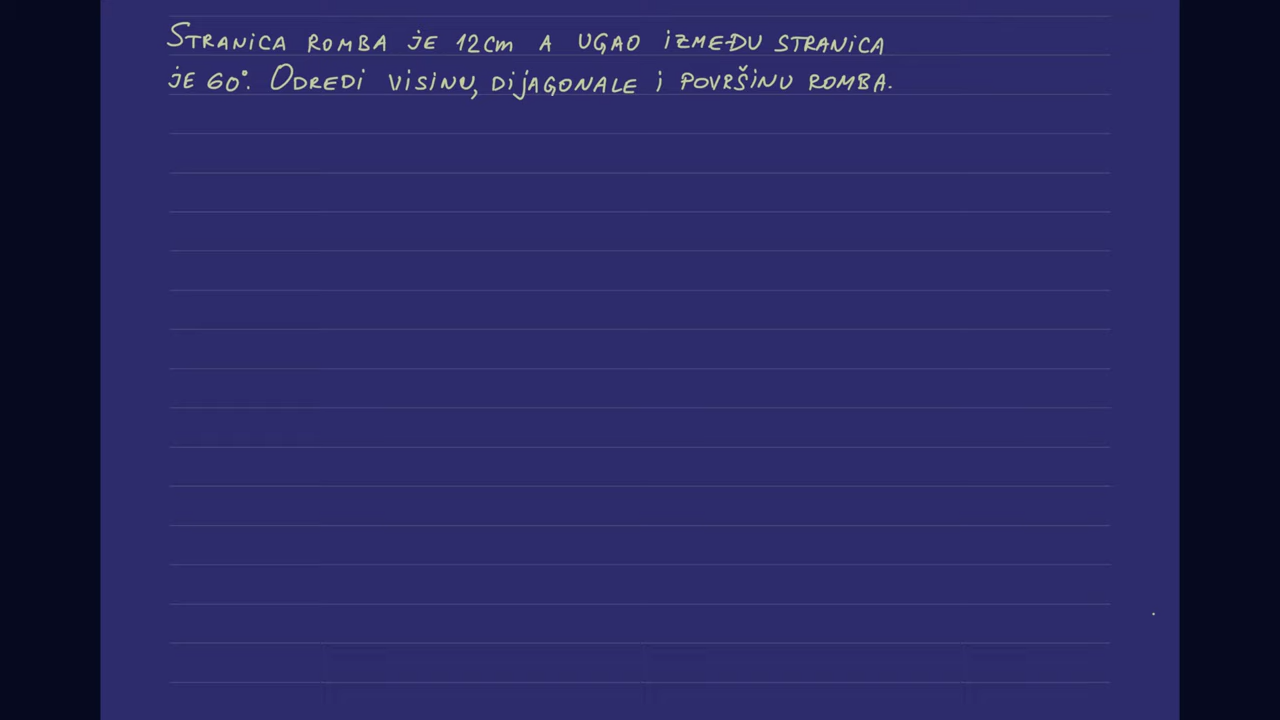 STRANICA ROMBA JE 12cm A UGAO IZMEĐU STRANICA
JE 60°. ODREDI VISINU, DIJAGONALE I POVRŠINU ROMBA.